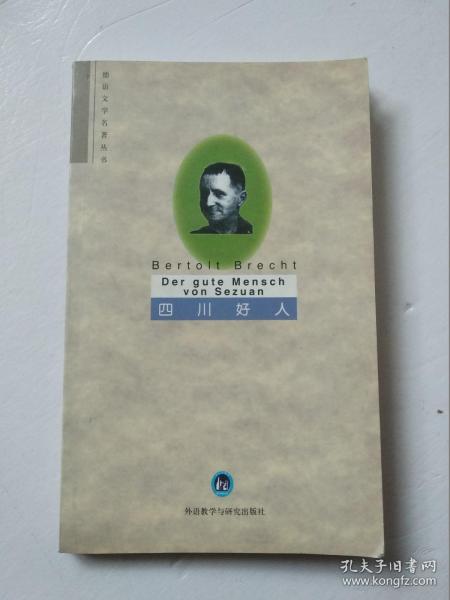 德语文学名著丛书
Bertolt Brecht
Der gute Mensch
von Sezuan
四川好人
外语教学与研究出版社
孔夫子旧书网
www.kongfz.com